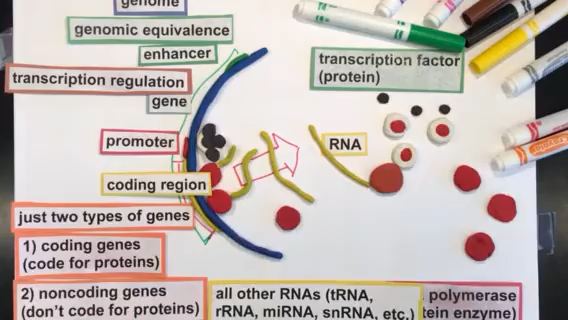 genome
genomic equivalence
enhancer
transcription regulation
gene
promoter
coding region
just two types of genes
1) coding genes
(code for proteins)
2) noncoding genes
(don't code for proteins)
transcription factor
(protein)
RNA
all other RNAs (tRNA,
rRNA, miRNA, snRNA, etc.)
polymerase
enzyme)